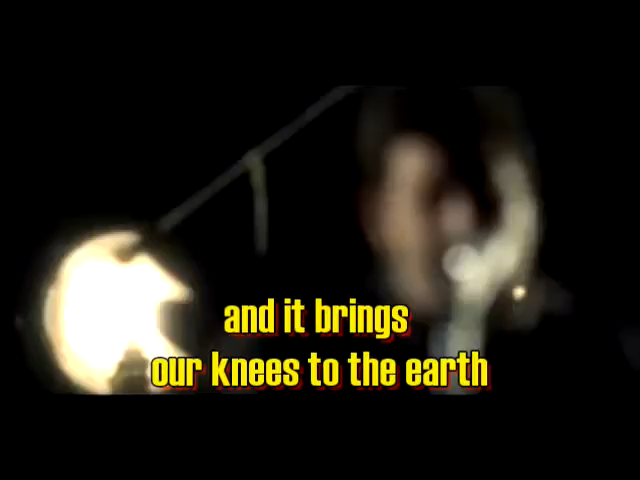 and it brings
our knees to the earth